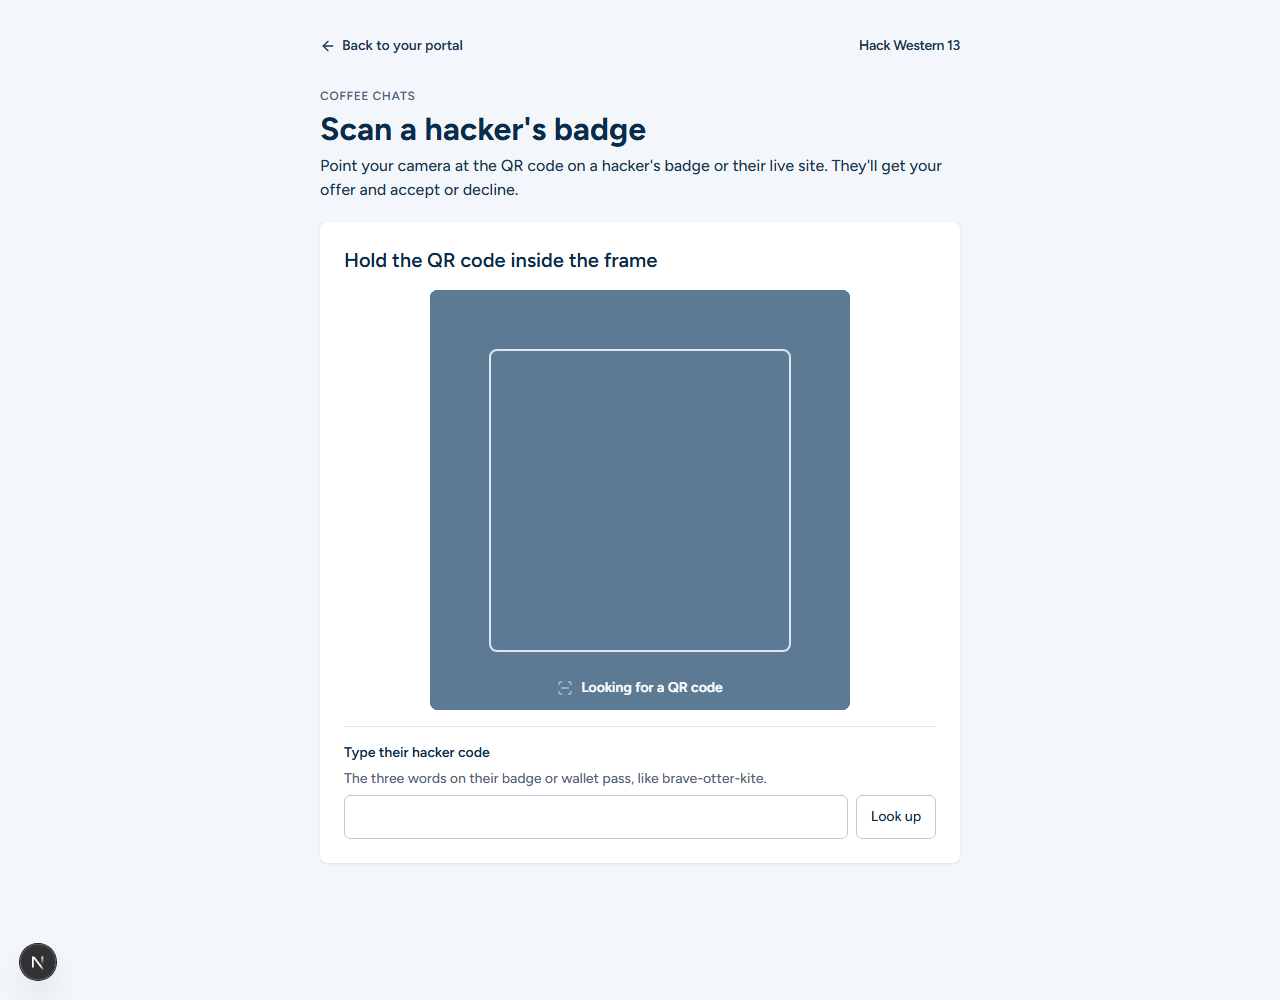 Back to your portal
Hack Western 13
COFFEE CHATS
Scan a hacker's badge
Point your camera at the QR code on a hacker's badge or their live site. They'll get your
offer and accept or decline.
Hold the QR code inside the frame
Looking for a QR code
Type their hacker code
The three words on their badge or wallet pass, like brave-otter-kite.
Look up
N